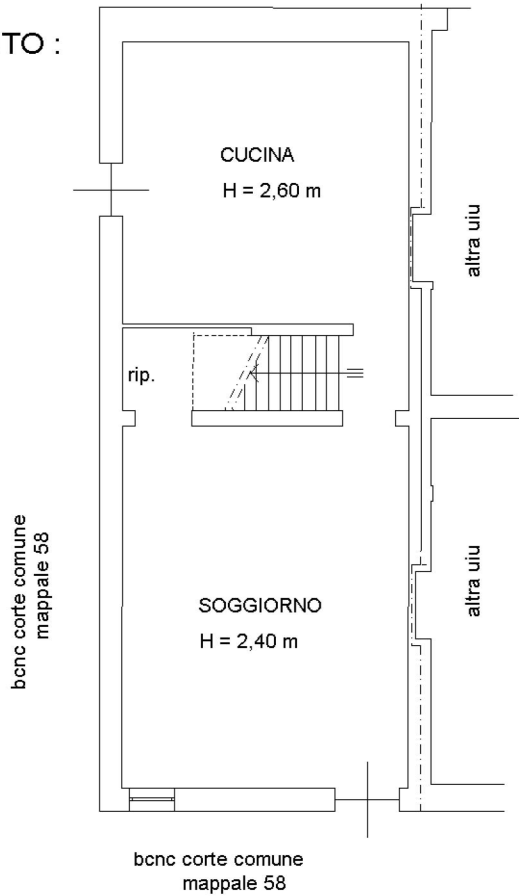 TO :
CUCINA
H = 2,60 m
altra uiu
rip.
bcnc corte comune
mappale 58
SOGGIORNO
H = 2,40 m
altra uiu
bcnc corte comune
mappale 58